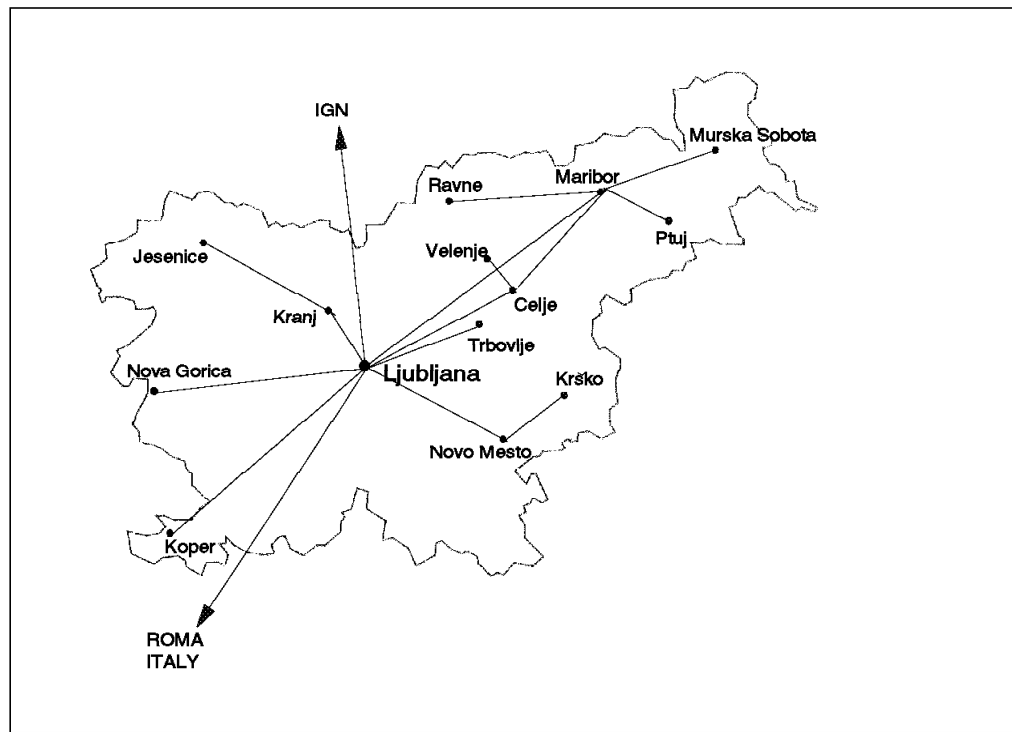 IGN
Murska Sobota
Ravne
Maribor
Ptuj
Jesenice
Velenje
Celje
Kranj
Trbovlje
Nova Gorica
Ljubljana
Krško
Novo Mesto
Koper
ROMA
ITALY